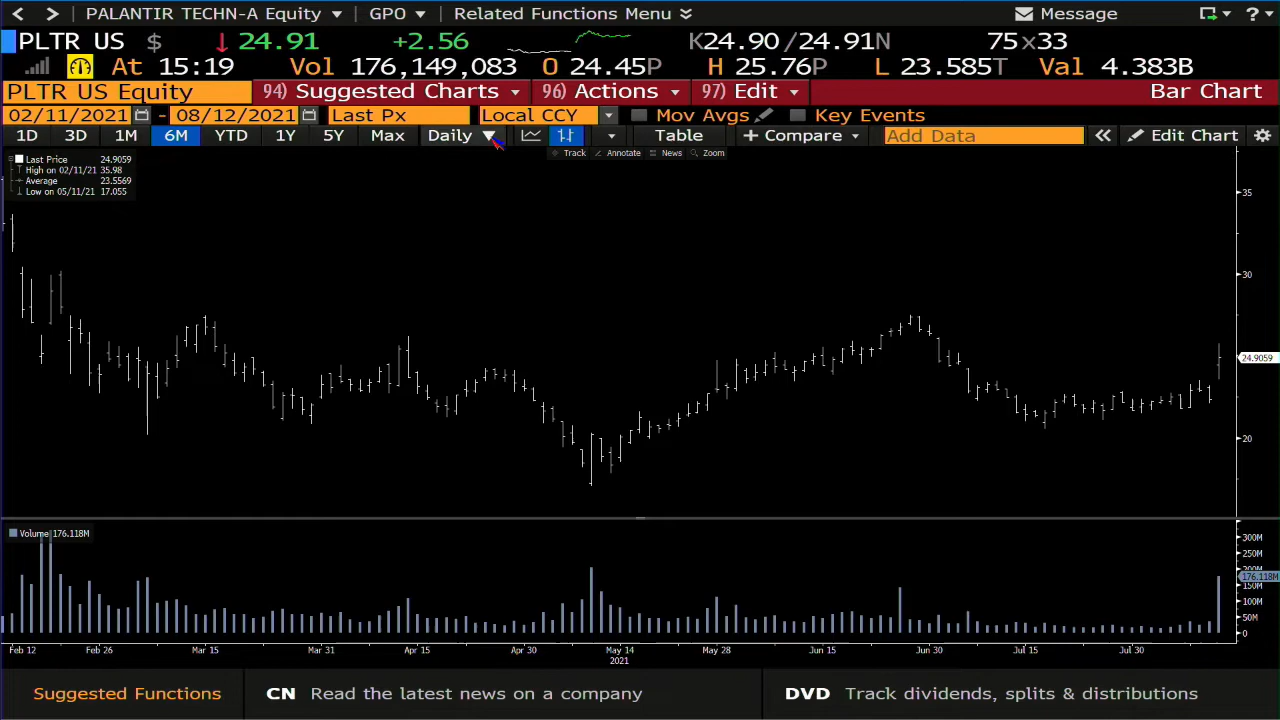 PALANTIR TECHN-A Equity GPO Related Functions Menu Message ?
PLTR US $ 24.91 +2.56 K24.90 /24.91N 75x33
At 15:19 Vol 176,149,083 O 24.45P H 25.76P L 23.585T Val 4.383B
PLTR US Equity 94) Suggested Charts 96) Actions 97) Edit Bar Chart
02/11/2021 - 08/12/2021 Last Px Local CCY Mov Avgs Key Events
1D 3D 1M 6M YTD 1Y 5Y Max Daily Table + Compare Add Data « Edit Chart
Track Annotate News Zoom
Last Price 24.9059
High on 02/11/21 35.98
Average 23.5569
Low on 05/11/21 17.055
35
30
24.9059
20
Volume 176.118M
300M
250M
200M
176.118M
150M
100M
50M
0
Feb 12 Feb 26 Mar 15 Mar 31 Apr 15 Apr 30 May 14 May 28 Jun 15 Jun 30 Jul 15 Jul 30
2021
Suggested Functions CN Read the latest news on a company DVD Track dividends, splits & distributions